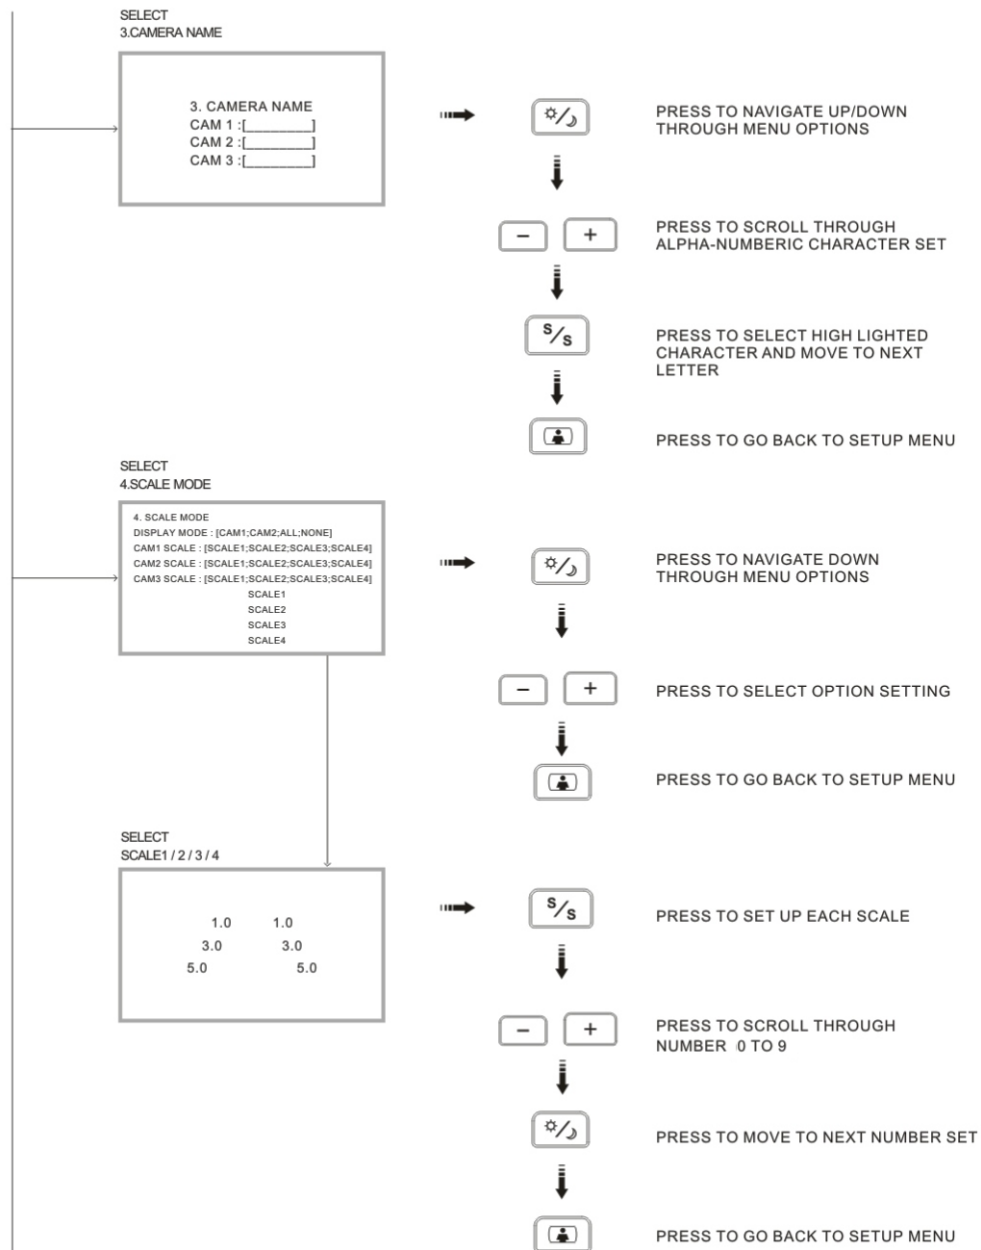 SELECT
3.CAMERA NAME
3. CAMERA NAME
CAM 1 :[_________]
CAM 2 :[_________]
CAM 3 :[_________]
PRESS TO NAVIGATE UP/DOWN
THROUGH MENU OPTIONS
- +
PRESS TO SCROLL THROUGH
ALPHA-NUMBERIC CHARACTER SET
S/S
PRESS TO SELECT HIGH LIGHTED
CHARACTER AND MOVE TO NEXT
LETTER
PRESS TO GO BACK TO SETUP MENU
SELECT
4.SCALE MODE
4. SCALE MODE
DISPLAY MODE : [CAM1;CAM2;ALL;NONE]
CAM1 SCALE : [SCALE1;SCALE2;SCALE3;SCALE4]
CAM2 SCALE : [SCALE1;SCALE2;SCALE3;SCALE4]
CAM3 SCALE : [SCALE1;SCALE2;SCALE3;SCALE4]
SCALE1
SCALE2
SCALE3
SCALE4
PRESS TO NAVIGATE DOWN
THROUGH MENU OPTIONS
- +
PRESS TO SELECT OPTION SETTING
PRESS TO GO BACK TO SETUP MENU
SELECT
SCALE1 / 2 / 3 / 4
1.0 1.0
3.0 3.0
5.0 5.0
S/S
PRESS TO SET UP EACH SCALE
- +
PRESS TO SCROLL THROUGH
NUMBER 0 TO 9
PRESS TO MOVE TO NEXT NUMBER SET
PRESS TO GO BACK TO SETUP MENU